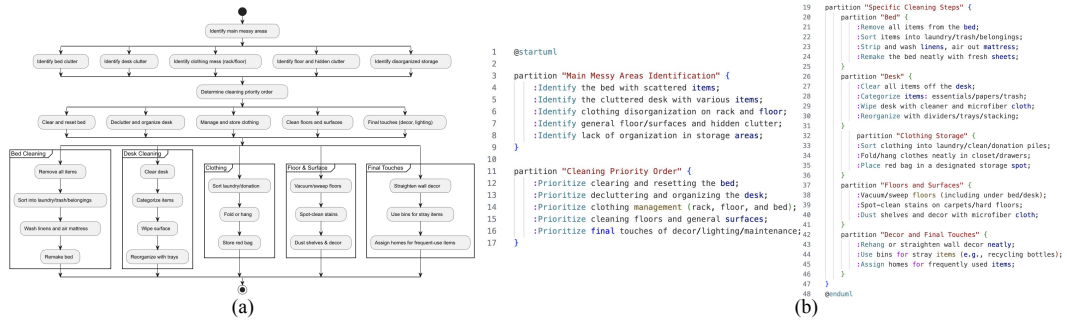 Identify main messy areas
Identify bed clutter
Identify desk clutter
Identify clothing mess (rack/floor)
Identify floor and hidden clutter
Identify disorganized storage
Determine cleaning priority order
Clear and reset bed
Declutter and organize desk
Manage and store clothing
Clean floors and surfaces
Final touches (decor, lighting)
Bed Cleaning
Remove all items
Sort into laundry/trash/belongings
Wash linens and air mattress
Remake bed
Desk Cleaning
Clear desk
Categorize items
Wipe surface
Reorganize with trays
Clothing
Sort laundry/donation
Fold or hang
Store red bag
Floor & Surface
Vacuum/sweep floors
Spot-clean stains
Dust shelves & decor
Final Touches
Straighten wall decor
Use bins for stray items
Assign homes for frequent-use items
(a)
1 @startuml
2
3 partition "Main Messy Areas Identification" {
4 :Identify the bed with scattered items;
5 :Identify the cluttered desk with various items;
6 :Identify clothing disorganization on rack and floor;
7 :Identify general floor/surfaces and hidden clutter;
8 :Identify lack of organization in storage areas;
9 }
10
11 partition "Cleaning Priority Order" {
12 :Prioritize clearing and resetting the bed;
13 :Prioritize decluttering and organizing the desk;
14 :Prioritize clothing management (rack, floor, and bed);
15 :Prioritize cleaning floors and general surfaces;
16 :Prioritize final touches of decor/lighting/maintenance;
17 }
19 partition "Specific Cleaning Steps" {
20 partition "Bed" {
21 :Remove all items from the bed;
22 :Sort items into laundry/trash/belongings;
23 :Strip and wash linens, air out mattress;
24 :Remake the bed neatly with fresh sheets;
25 }
26 partition "Desk" {
27 :Clear all items off the desk;
28 :Categorize items: essentials/papers/trash;
29 :Wipe desk with cleaner and microfiber cloth;
30 :Reorganize with dividers/trays/stacking;
31 }
32 partition "Clothing Storage" {
33 :Sort clothing into laundry/clean/donation piles;
34 :Fold/hang clothes neatly in closet/drawers;
35 :Place red bag in a designated storage spot;
36 }
37 partition "Floors and Surfaces" {
38 :Vacuum/sweep floors (including under bed/desk);
39 :Spot-clean stains on carpets/hard floors;
40 :Dust shelves and decor with microfiber cloth;
41 }
42 partition "Decor and Final Touches" {
43 :Rehang or straighten wall decor neatly;
44 :Use bins for stray items (e.g., recycling bottles);
45 :Assign homes for frequently used items;
46 }
47 }
48 @enduml
(b)